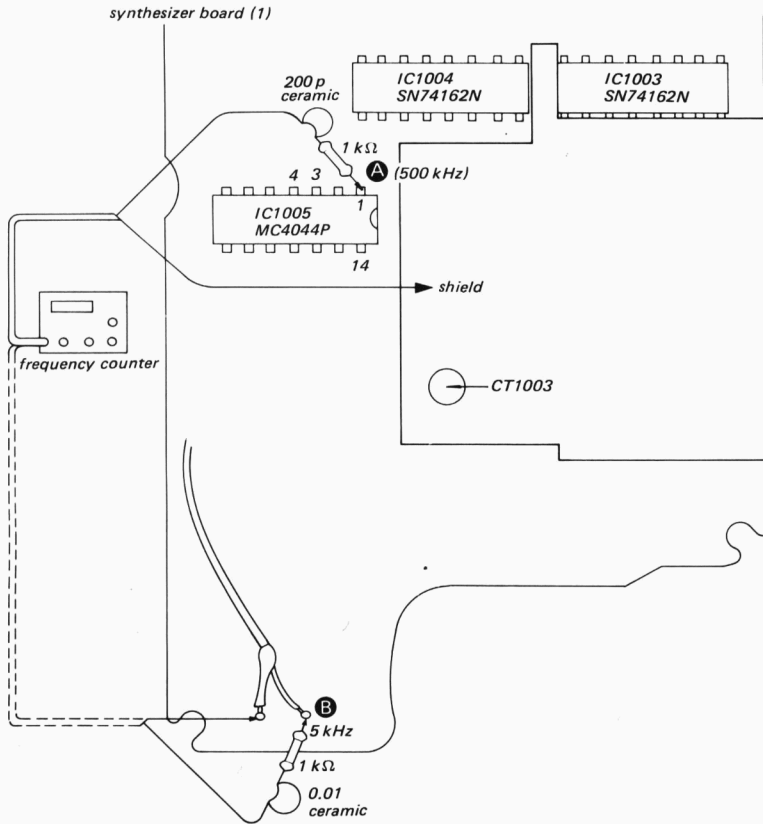 synthesizer board (1)
200 p
ceramic
IC1004
SN74162N
IC1003
SN74162N
1 kΩ
A (500 kHz)
4 3
1
IC1005
MC4044P
14
shield
frequency counter
CT1003
B
5 kHz
1 kΩ
0.01
ceramic